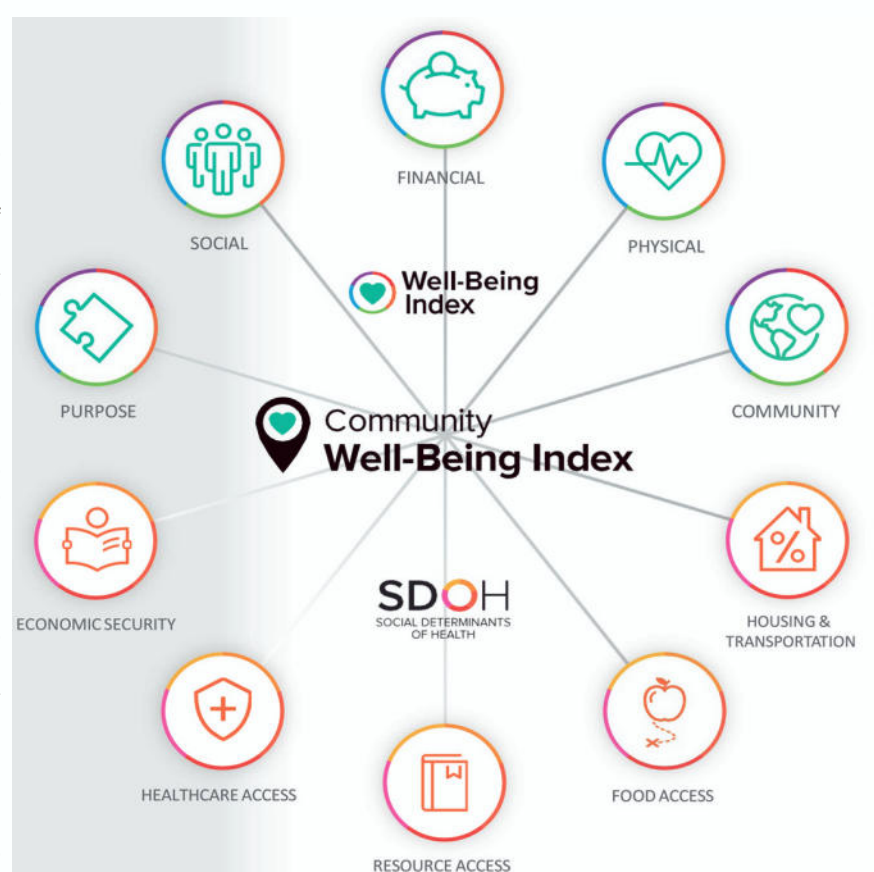 FINANCIAL
SOCIAL
PHYSICAL
Well-Being
Index
PURPOSE
COMMUNITY
Community
Well-Being Index
ECONOMIC SECURITY
HOUSING &
TRANSPORTATION
SDOH
SOCIAL DETERMINANTS
OF HEALTH
HEALTHCARE ACCESS
FOOD ACCESS
RESOURCE ACCESS